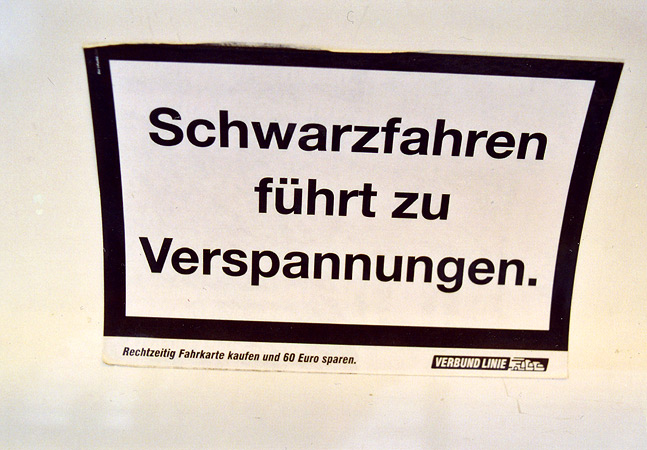 Schwarzfahren
führt zu
Verspannungen.
Rechtzeitig Fahrkarte kaufen und 60 Euro sparen.
VERBUND LINIE